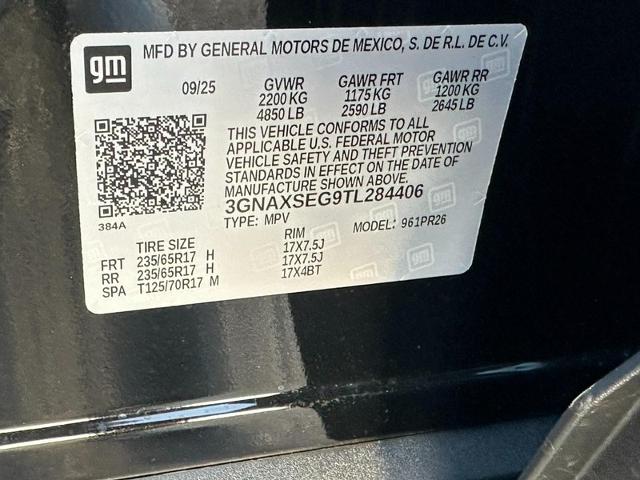 gm
MFD BY GENERAL MOTORS DE MEXICO, S. DE R.L. DE C.V.
09/25 GVWR GAWR FRT GAWR RR
2200 KG 1175 KG 1200 KG
4850 LB 2590 LB 2645 LB
THIS VEHICLE CONFORMS TO ALL
APPLICABLE U.S. FEDERAL MOTOR
VEHICLE SAFETY AND THEFT PREVENTION
STANDARDS IN EFFECT ON THE DATE OF
MANUFACTURE SHOWN ABOVE.
3GNAXSEG9TL284406
384A
TYPE: MPV MODEL: 961PR26
TIRE SIZE RIM
FRT 235/65R17 H 17X7.5J
RR 235/65R17 H 17X7.5J
SPA T125/70R17 M 17X4BT